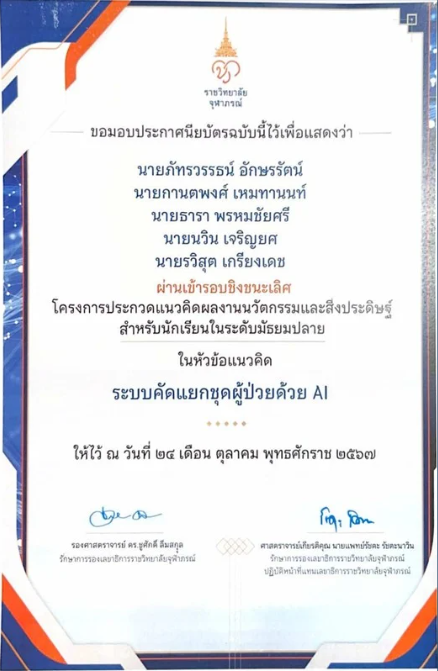 ราชวิทยาลัย
จุฬาภรณ์
ขอมอบประกาศนียบัตรฉบับนี้ไว้เพื่อแสดงว่า
นายภัทรวรรธน์ อักษรรัตน์
นายกานตพงศ์ เหมทานนท์
นายธารา พรหมชัยศรี
นายนวิน เจริญยศ
นายรวิสุต เกรียงเดช
ผ่านเข้ารอบชิงชนะเลิศ
โครงการประกวดแนวคิดผลงานนวัตกรรมและสิ่งประดิษฐ์
สำหรับนักเรียนในระดับมัธยมปลาย
ในหัวข้อแนวคิด
ระบบคัดแยกชุดผู้ป่วยด้วย AI
ให้ไว้ ณ วันที่ ๒๔ เดือน ตุลาคม พุทธศักราช ๒๕๖๗
รองศาสตราจารย์ ดร.ชูศักดิ์ ลิ่มสกุล
รักษาการรองเลขาธิการราชวิทยาลัยจุฬาภรณ์
ศาสตราจารย์เกียรติคุณ นายแพทย์รัชตะ รัชตะนาวิน
รักษาการรองเลขาธิการราชวิทยาลัยจุฬาภรณ์
ปฏิบัติหน้าที่แทนเลขาธิการราชวิทยาลัยจุฬาภรณ์